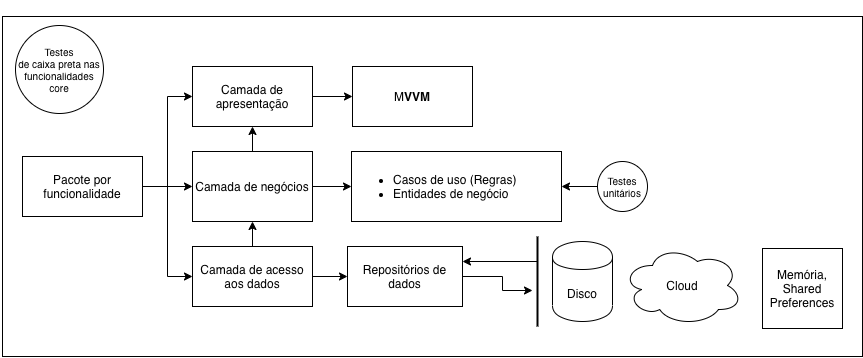 Testes
de caixa preta nas
funcionalidades
core
Camada de
apresentação
MVVM
Pacote por
funcionalidade
Camada de negócios
• Casos de uso (Regras)
• Entidades de negócio
Testes
unitários
Camada de acesso
aos dados
Repositórios de
dados
Disco
Cloud
Memória,
Shared
Preferences